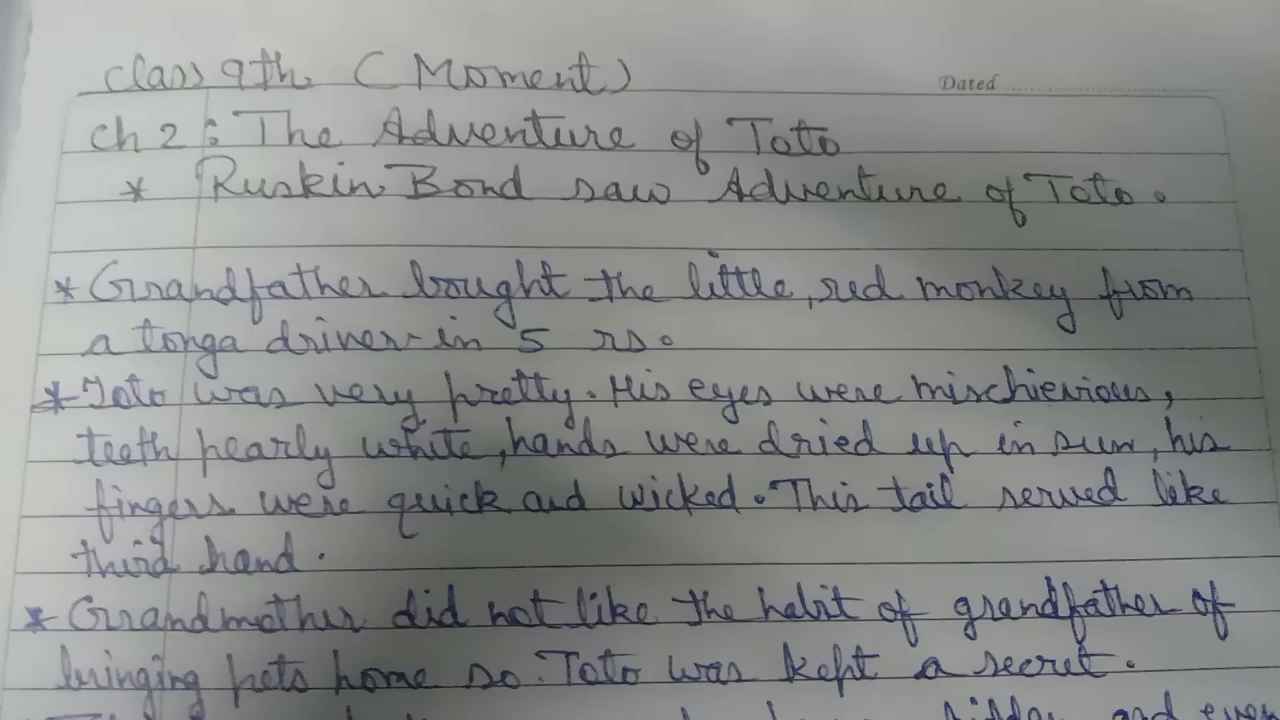 class 9th (Moment)
Dated
Ch 2 : The Adventure of Toto
* Ruskin Bond saw Adventure of Toto.
* Grandfather bought the little, red monkey from
a tonga driver in 5 rs.
* Toto was very pretty. His eyes were mischievious,
teeth pearly white, hands were dried up in sun, his
fingers were quick and wicked. This tail served like
third hand.
* Grandmother did not like the habit of grandfather of
bringing pets home so. Toto was kept a secret.
and even